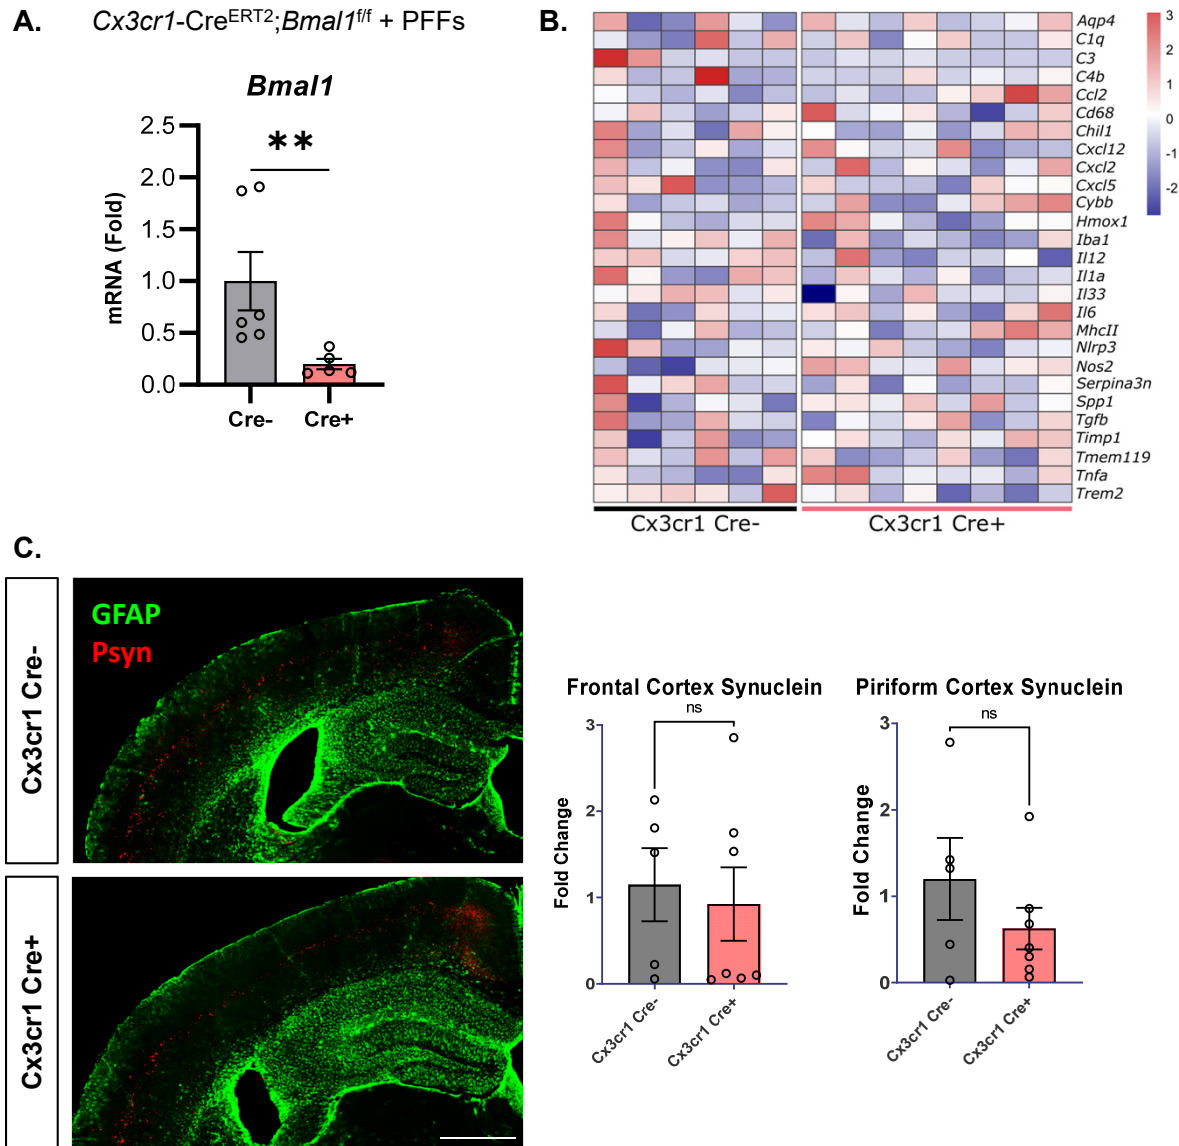 A.
Cx3cr1-CreERT2;Bmal1f/f + PFFs
Bmal1
**
mRNA (Fold)
2.5
2.0
1.5
1.0
0.5
0.0
Cre-
Cre+
B.
Aqp4
C1q
C3
C4b
Ccl2
Cd68
Chil1
Cxcl12
Cxcl2
Cxcl5
Cybb
Hmox1
Iba1
Il12
Il1a
Il33
Il6
MhcII
Nlrp3
Nos2
Serpina3n
Spp1
Tgfb
Timp1
Tmem119
Tnfa
Trem2
3
2
1
0
-1
-2
Cx3cr1 Cre-
Cx3cr1 Cre+
C.
Cx3cr1 Cre-
GFAP
Psyn
Cx3cr1 Cre+
Frontal Cortex Synuclein
ns
Fold Change
3
2
1
0
Cx3cr1 Cre-
Cx3cr1 Cre+
Piriform Cortex Synuclein
ns
Fold Change
3
2
1
0
Cx3cr1 Cre-
Cx3cr1 Cre+